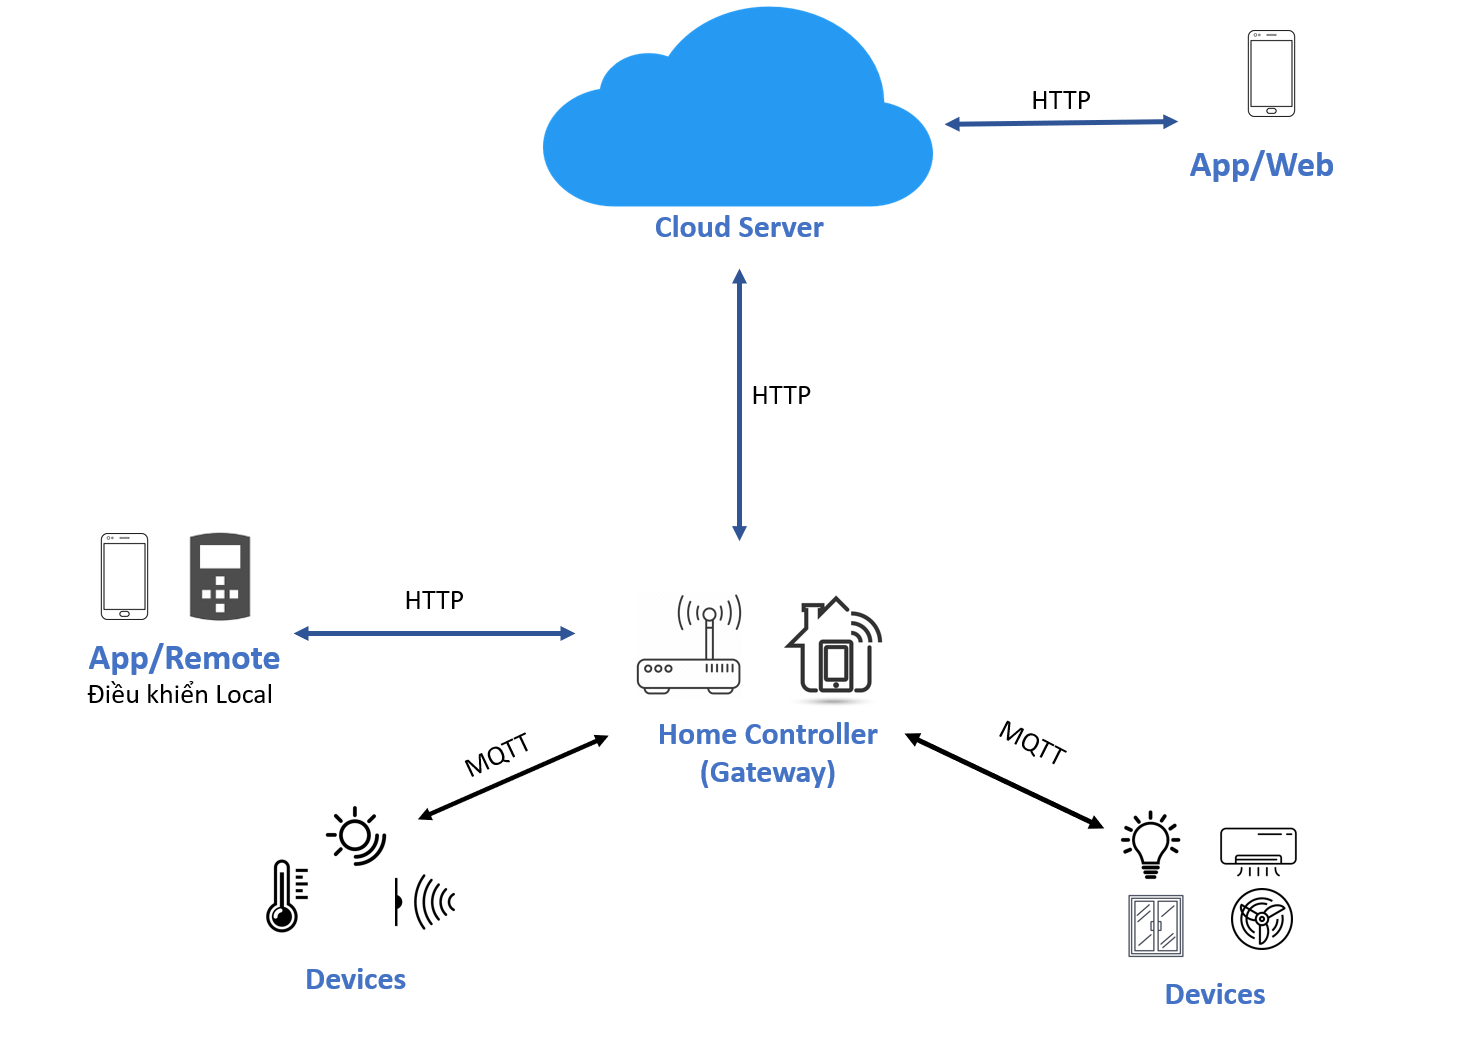 HTTP
App/Web
Cloud Server
HTTP
HTTP
App/Remote
Điều khiển Local
Home Controller
(Gateway)
MQTT
MQTT
Devices
Devices